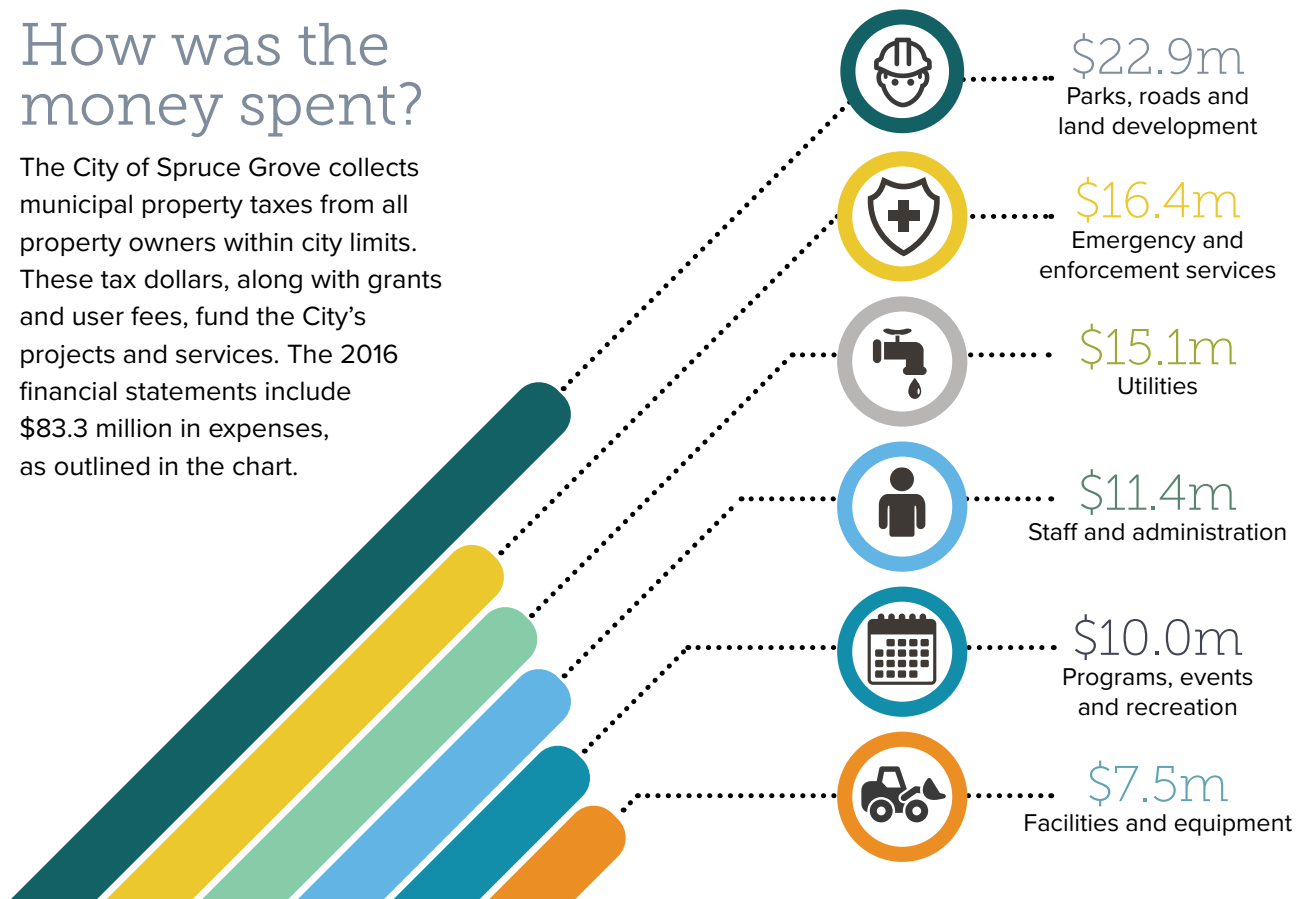 How was the
money spent?
The City of Spruce Grove collects
municipal property taxes from all
property owners within city limits.
These tax dollars, along with grants
and user fees, fund the City’s
projects and services. The 2016
financial statements include
$83.3 million in expenses,
as outlined in the chart.
$22.9m
Parks, roads and
land development
$16.4m
Emergency and
enforcement services
$15.1m
Utilities
$11.4m
Staff and administration
$10.0m
Programs, events
and recreation
$7.5m
Facilities and equipment